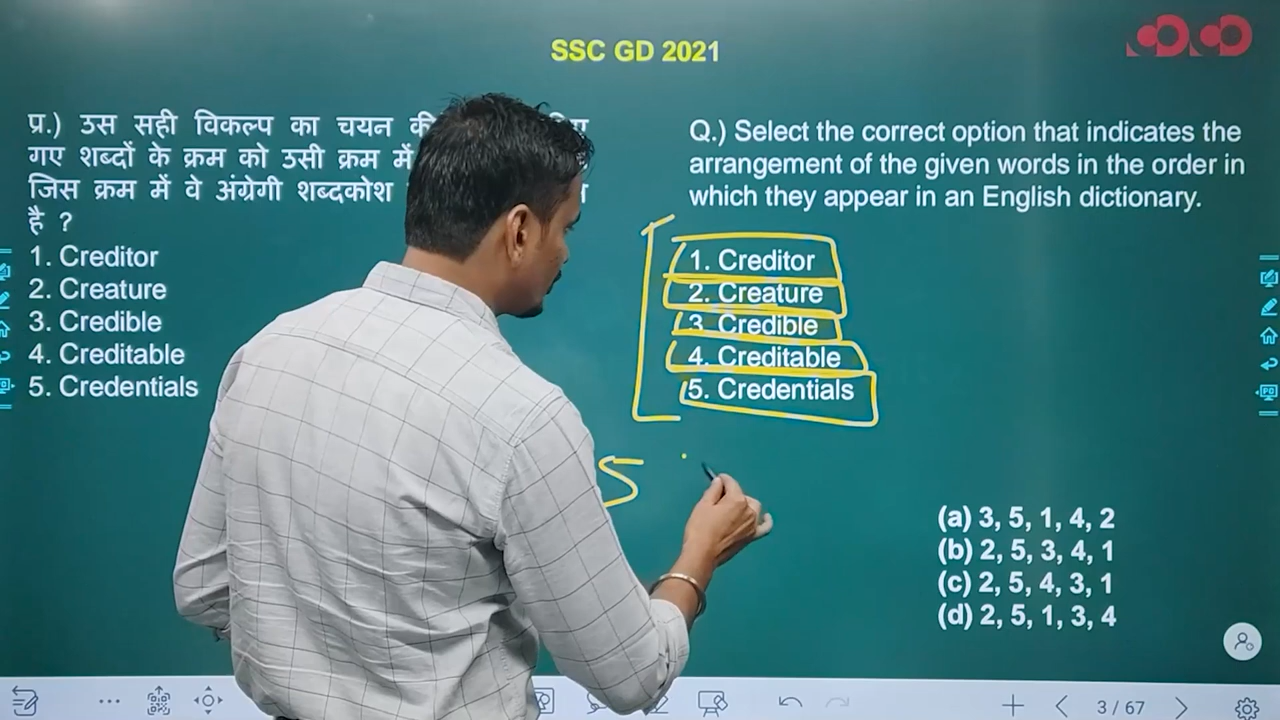 SSC GD 2021
प्र.) उस सही विकल्प का चयन
गए शब्दों के क्रम को उसी क्रम में
जिस क्रम में वे अंग्रेगी शब्दकोश
है ?
1. Creditor
2. Creature
3. Credible
4. Creditable
5. Credentials
Q.) Select the correct option that indicates the
arrangement of the given words in the order in
which they appear in an English dictionary.
1. Creditor
2. Creature
3. Credible
4. Creditable
5. Credentials
5
(a) 3, 5, 1, 4, 2
(b) 2, 5, 3, 4, 1
(c) 2, 5, 4, 3, 1
(d) 2, 5, 1, 3, 4
3 / 67